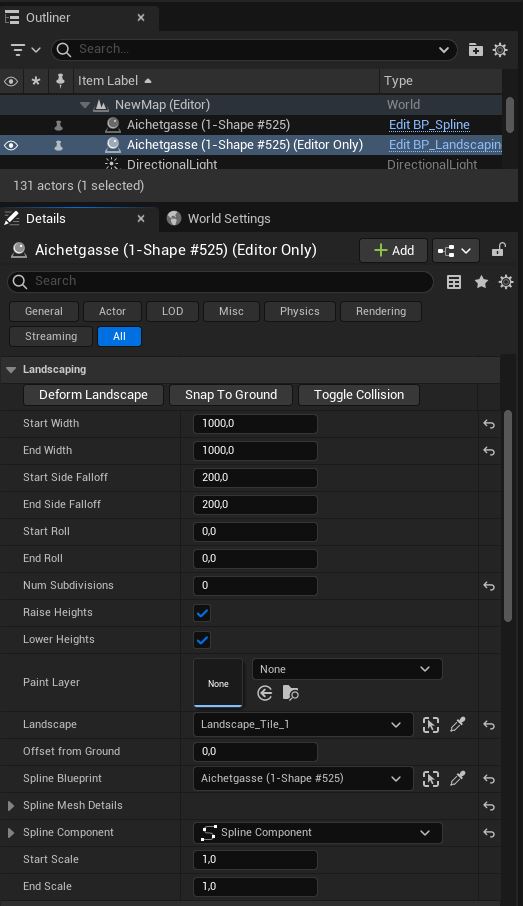 Outliner
Search...
Item Label Type
NewMap (Editor) World
Aichetgasse (1-Shape #525) Edit BP_Spline
Aichetgasse (1-Shape #525) (Editor Only) Edit BP_Landscapin
DirectionalLight DirectionalLight
131 actors (1 selected)
Details World Settings
Aichetgasse (1-Shape #525) (Editor Only) Add
Search
General Actor LOD Misc Physics Rendering
Streaming All
Landscaping
Deform Landscape Snap To Ground Toggle Collision
Start Width 1000,0
End Width 1000,0
Start Side Falloff 200,0
End Side Falloff 200,0
Start Roll 0,0
End Roll 0,0
Num Subdivisions 0
Raise Heights
Lower Heights
Paint Layer None None
Landscape Landscape_Tile_1
Offset from Ground 0,0
Spline Blueprint Aichetgasse (1-Shape #525)
Spline Mesh Details
Spline Component Spline Component
Start Scale 1,0
End Scale 1,0